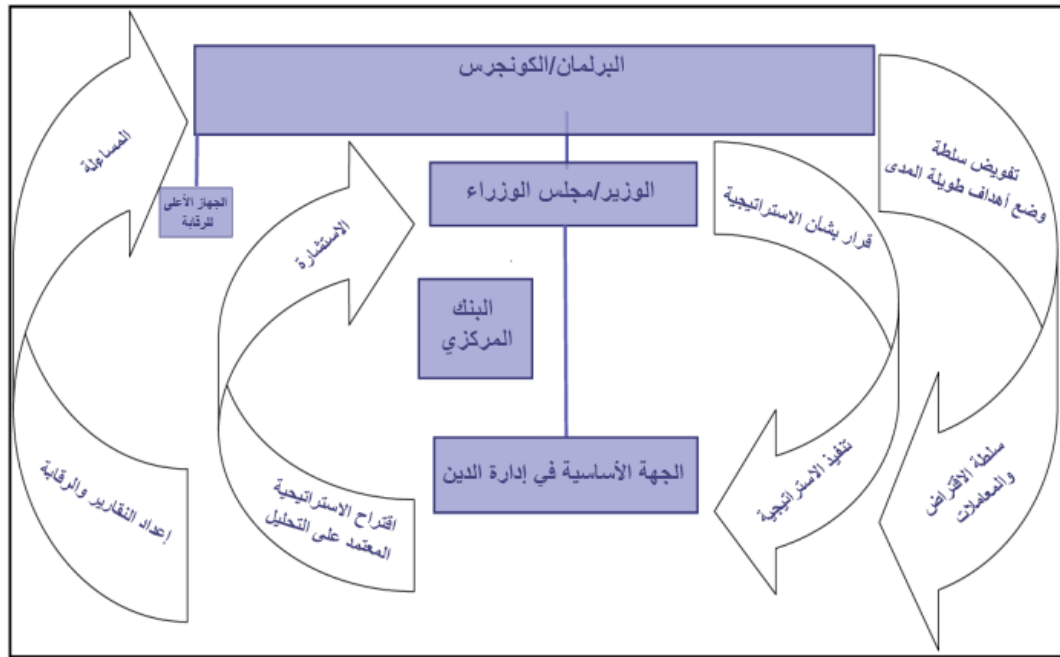 البرلمان/الكونجرس
تفويض سلطة
وضع أهداف طويلة المدى
المساءلة
الوزير/مجلس الوزراء
الجهاز الأعلى
للرقابة
قرار بشأن الاستراتيجية
الاستشارة
البنك
المركزي
الجهة الأساسية في إدارة الدين
تنفيذ الاستراتيجية
سلطة الاقتراض
والمعاملات
اقتراح الاستراتيجية
المعتمد على التحليل
إعداد التقارير والرقابة